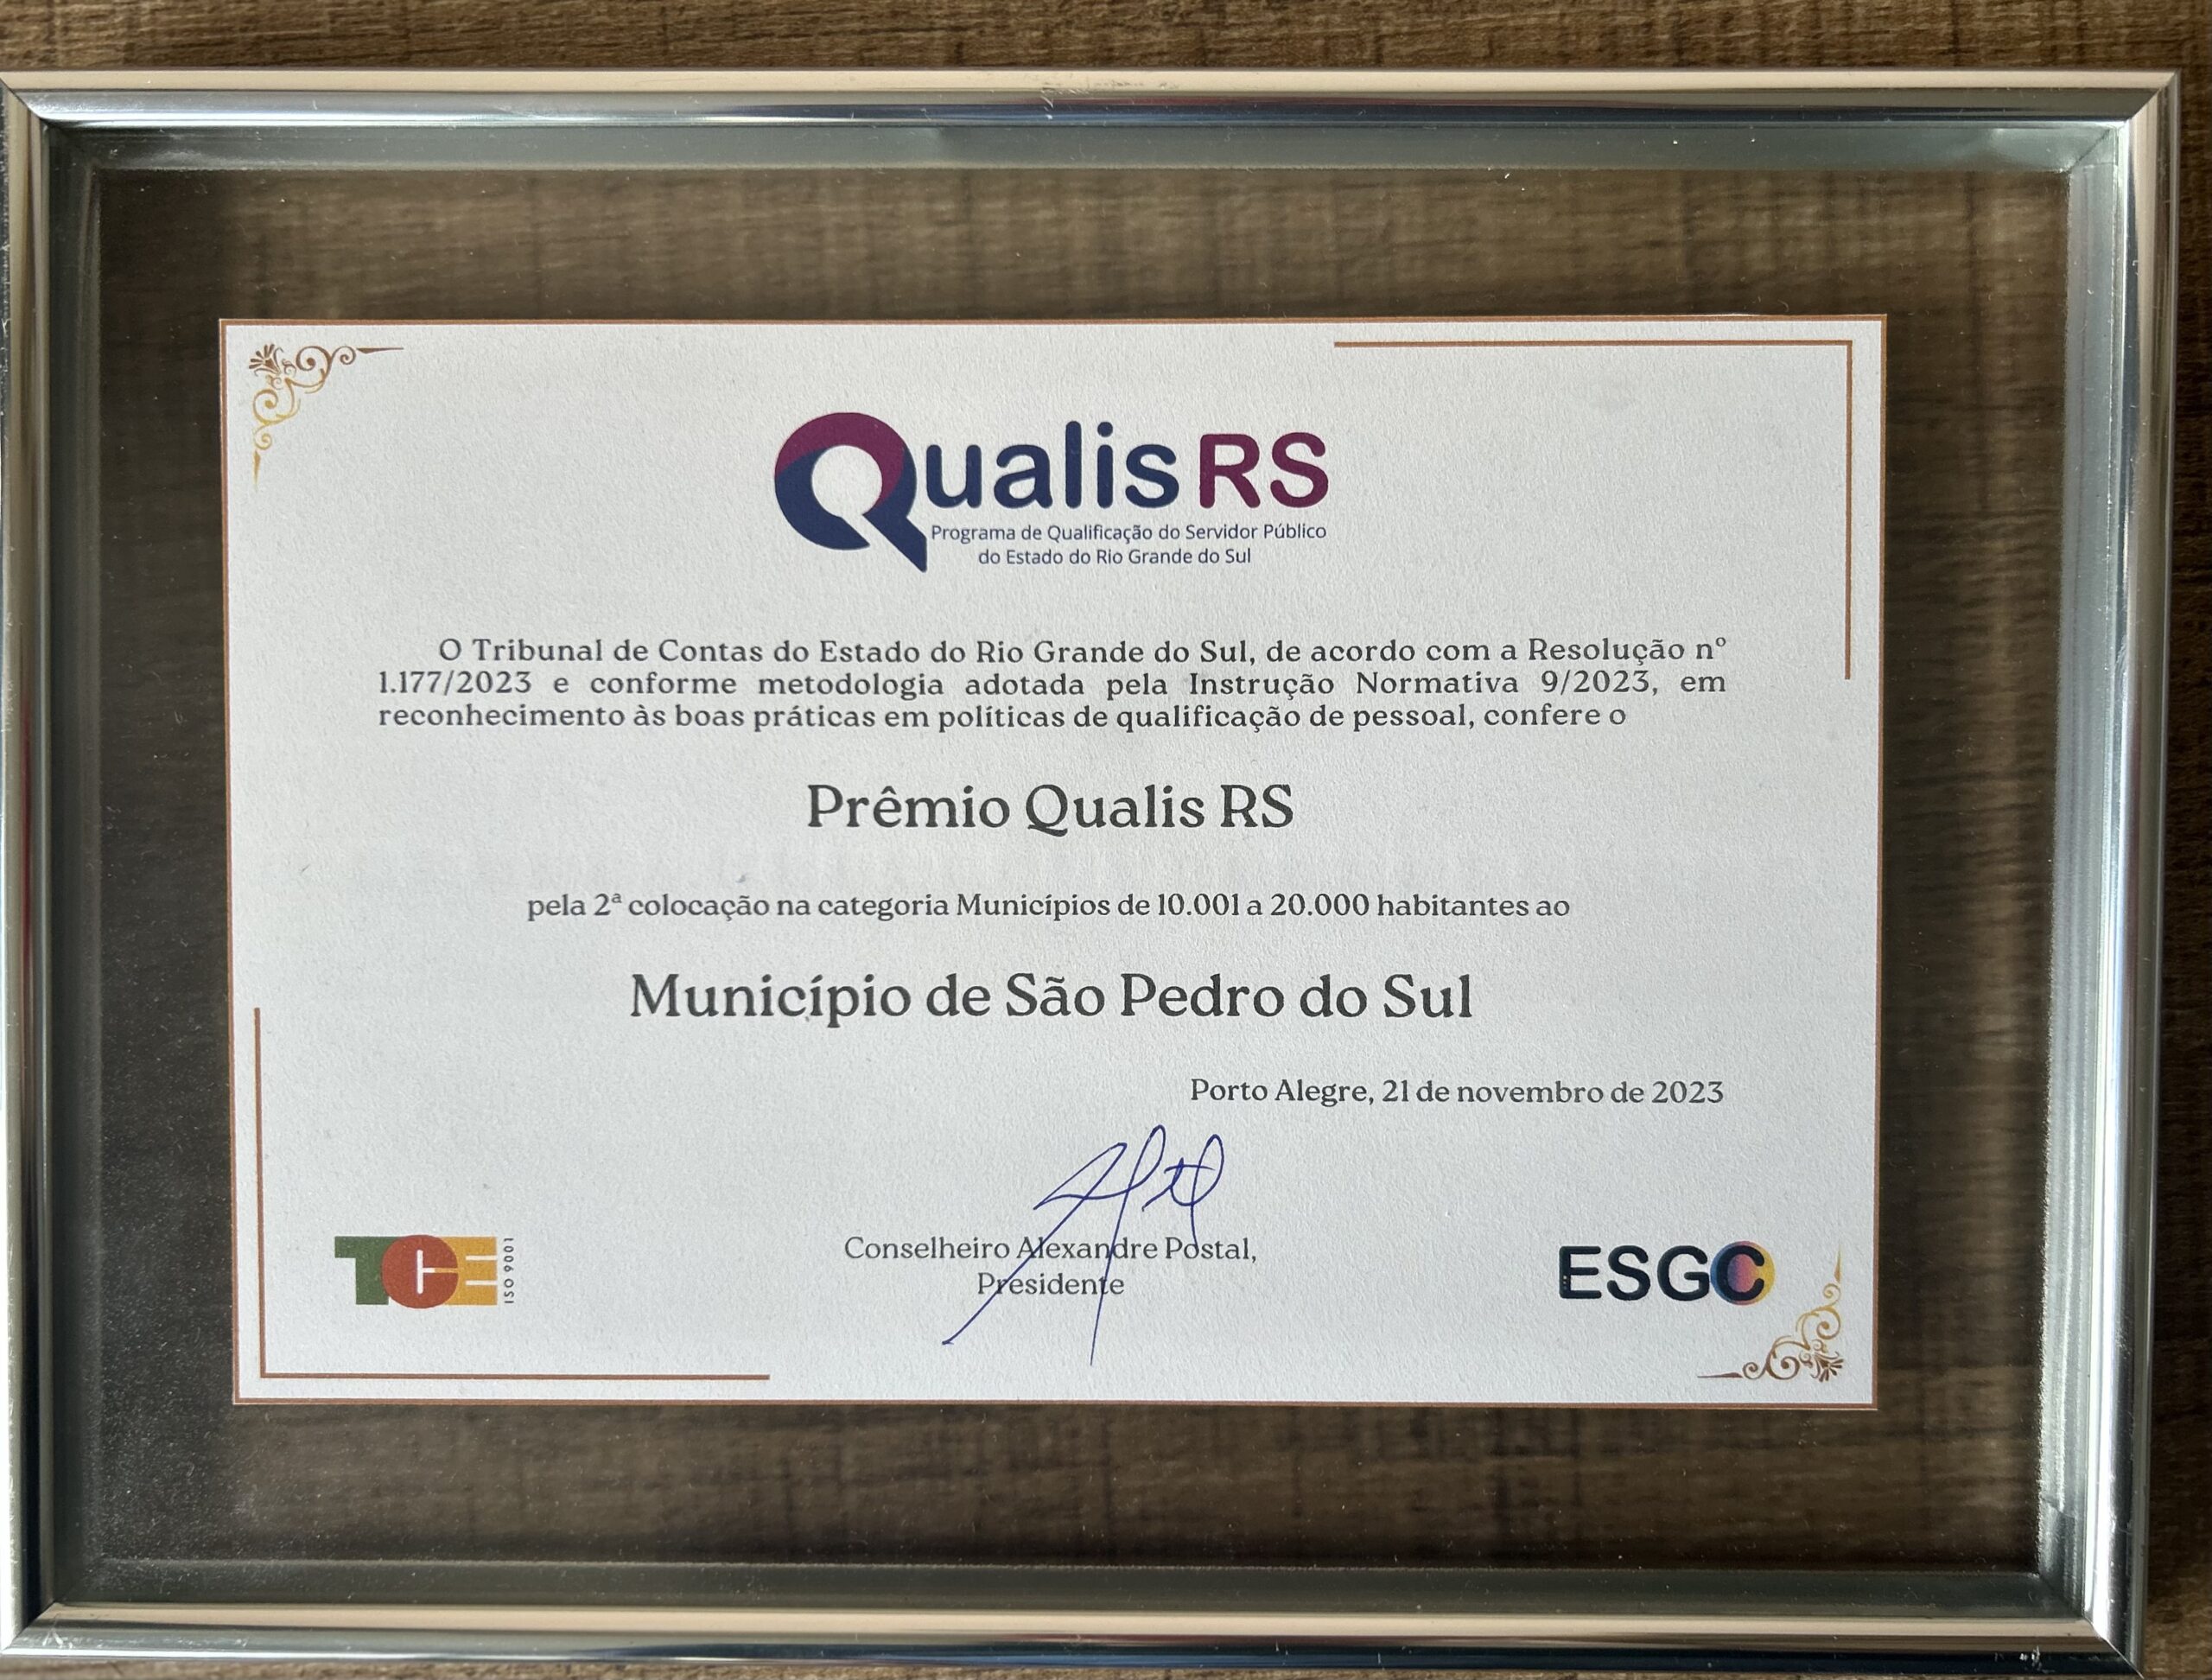 Qualis RS
Programa de Qualificação do Servidor Público
do Estado do Rio Grande do Sul
O Tribunal de Contas do Estado do Rio Grande do Sul, de acordo com a Resolução nº
1.177/2023 e conforme metodologia adotada pela Instrução Normativa 9/2023, em
reconhecimento às boas práticas em políticas de qualificação de pessoal, confere o
Prêmio Qualis RS
pela 2ª colocação na categoria Municípios de 10.001 a 20.000 habitantes ao
Município de São Pedro do Sul
Porto Alegre, 21 de novembro de 2023
Conselheiro Alexandre Postal,
Presidente
TCE
ISO 9001
ESGC